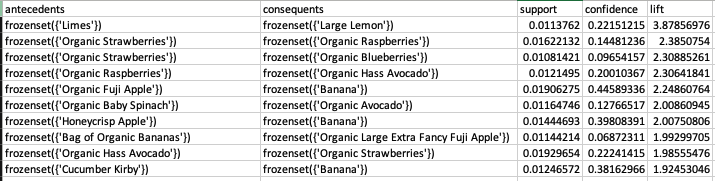 antecedents consequents support confidence lift
frozenset({'Limes'}) frozenset({'Large Lemon'}) 0.0113762 0.22151215 3.87856976
frozenset({'Organic Strawberries'}) frozenset({'Organic Raspberries'}) 0.01622132 0.14481236 2.3850754
frozenset({'Organic Strawberries'}) frozenset({'Organic Blueberries'}) 0.01081421 0.09654157 2.30885261
frozenset({'Organic Raspberries'}) frozenset({'Organic Hass Avocado'}) 0.0121495 0.20010367 2.30641841
frozenset({'Organic Fuji Apple'}) frozenset({'Banana'}) 0.01906275 0.44589336 2.24860764
frozenset({'Organic Baby Spinach'}) frozenset({'Organic Avocado'}) 0.01164746 0.12766517 2.00860945
frozenset({'Honeycrisp Apple'}) frozenset({'Banana'}) 0.01444693 0.39808391 2.00750806
frozenset({'Bag of Organic Bananas'}) frozenset({'Organic Large Extra Fancy Fuji Apple'}) 0.01144214 0.06872311 1.99299705
frozenset({'Organic Hass Avocado'}) frozenset({'Organic Strawberries'}) 0.01929654 0.22241415 1.98555476
frozenset({'Cucumber Kirby'}) frozenset({'Banana'}) 0.01246572 0.38162966 1.92453046